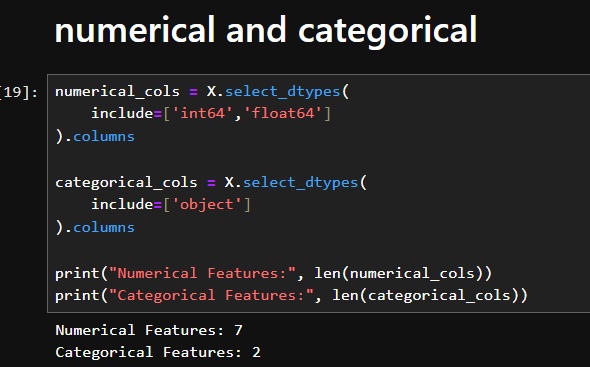 numerical and categorical
[19]:
numerical_cols = X.select_dtypes(
    include=['int64','float64']
).columns

categorical_cols = X.select_dtypes(
    include=['object']
).columns

print("Numerical Features:", len(numerical_cols))
print("Categorical Features:", len(categorical_cols))
Numerical Features: 7
Categorical Features: 2